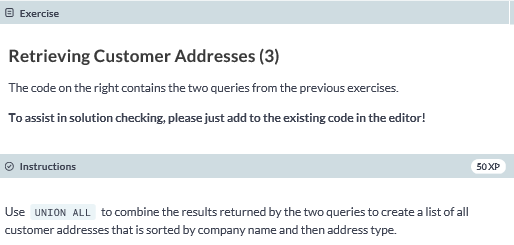 Exercise
Retrieving Customer Addresses (3)
The code on the right contains the two queries from the previous exercises.
To assist in solution checking, please just add to the existing code in the editor!
Instructions
50 XP
Use UNION ALL to combine the results returned by the two queries to create a list of all
customer addresses that is sorted by company name and then address type.